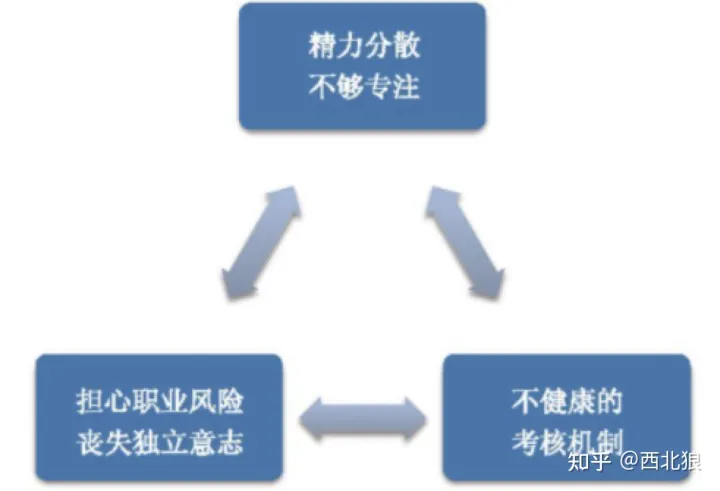 精力分散
不够专注
担心职业风险
丧失独立意志
不健康的
考核机制
知乎 @西北狼